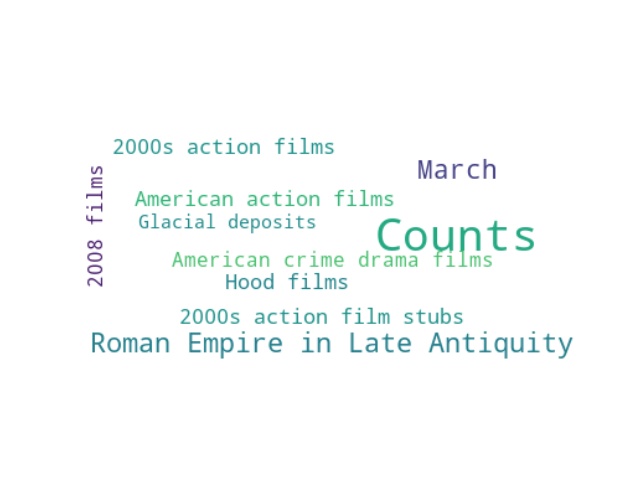 2000s action films
March
2008 films
American action films
Glacial deposits
Counts
American crime drama films
Hood films
2000s action film stubs
Roman Empire in Late Antiquity